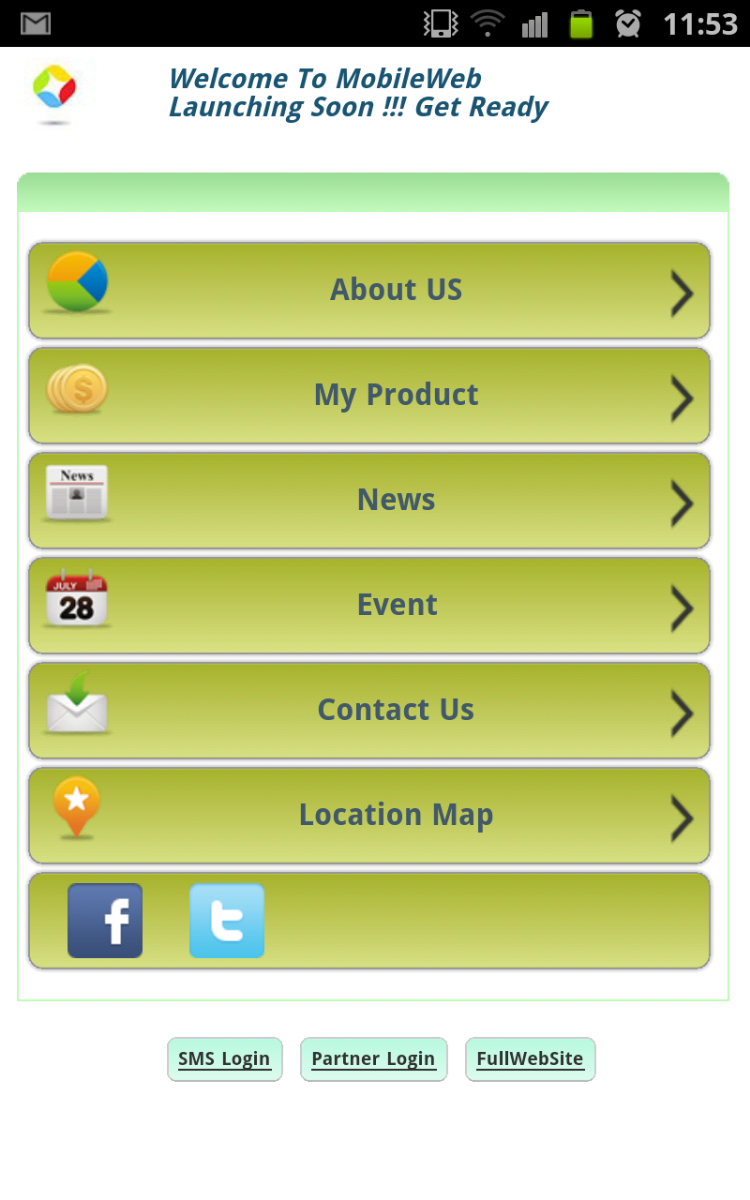 11:53
Welcome To MobileWeb
Launching Soon !!! Get Ready
About US
My Product
News
News
JULY
28
Event
Contact Us
Location Map
f
t
SMS Login
Partner Login
FullWebSite